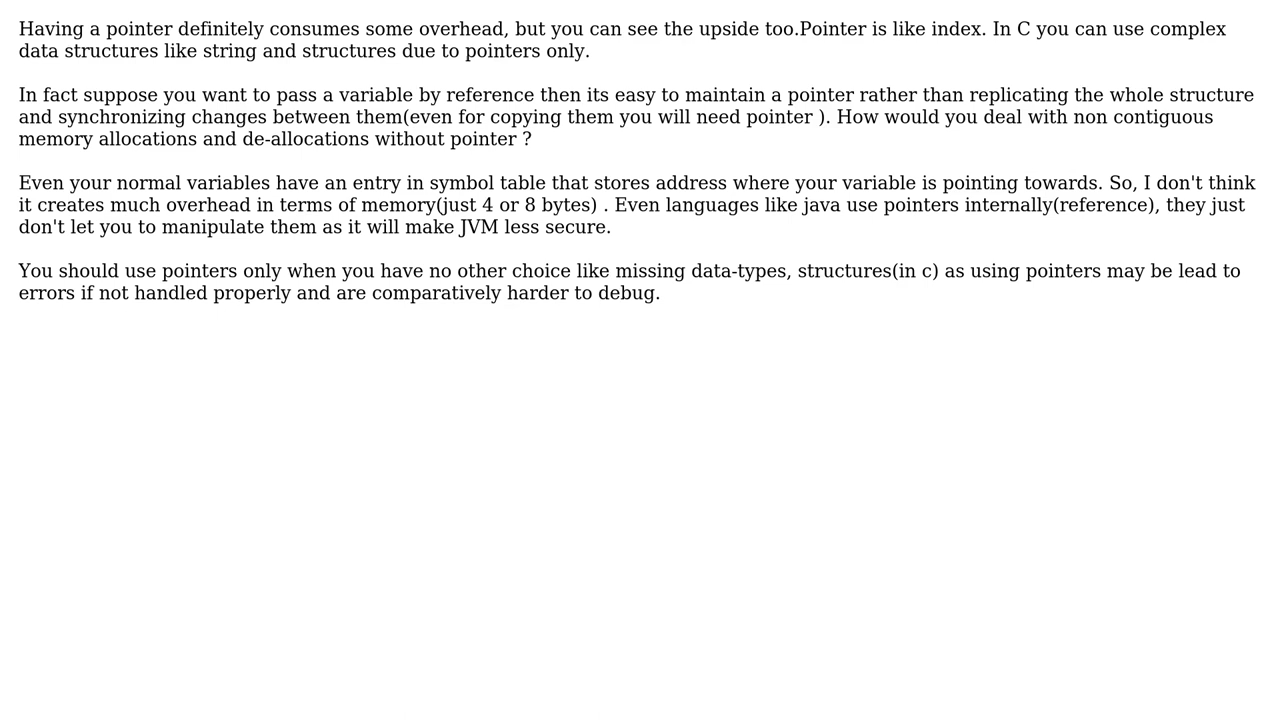 Having a pointer definitely consumes some overhead, but you can see the upside too.Pointer is like index. In C you can use complex
data structures like string and structures due to pointers only.
In fact suppose you want to pass a variable by reference then its easy to maintain a pointer rather than replicating the whole structure
and synchronizing changes between them(even for copying them you will need pointer ). How would you deal with non contiguous
memory allocations and de-allocations without pointer ?
Even your normal variables have an entry in symbol table that stores address where your variable is pointing towards. So, I don't think
it creates much overhead in terms of memory(just 4 or 8 bytes) . Even languages like java use pointers internally(reference), they just
don't let you to manipulate them as it will make JVM less secure.
You should use pointers only when you have no other choice like missing data-types, structures(in c) as using pointers may be lead to
errors if not handled properly and are comparatively harder to debug.